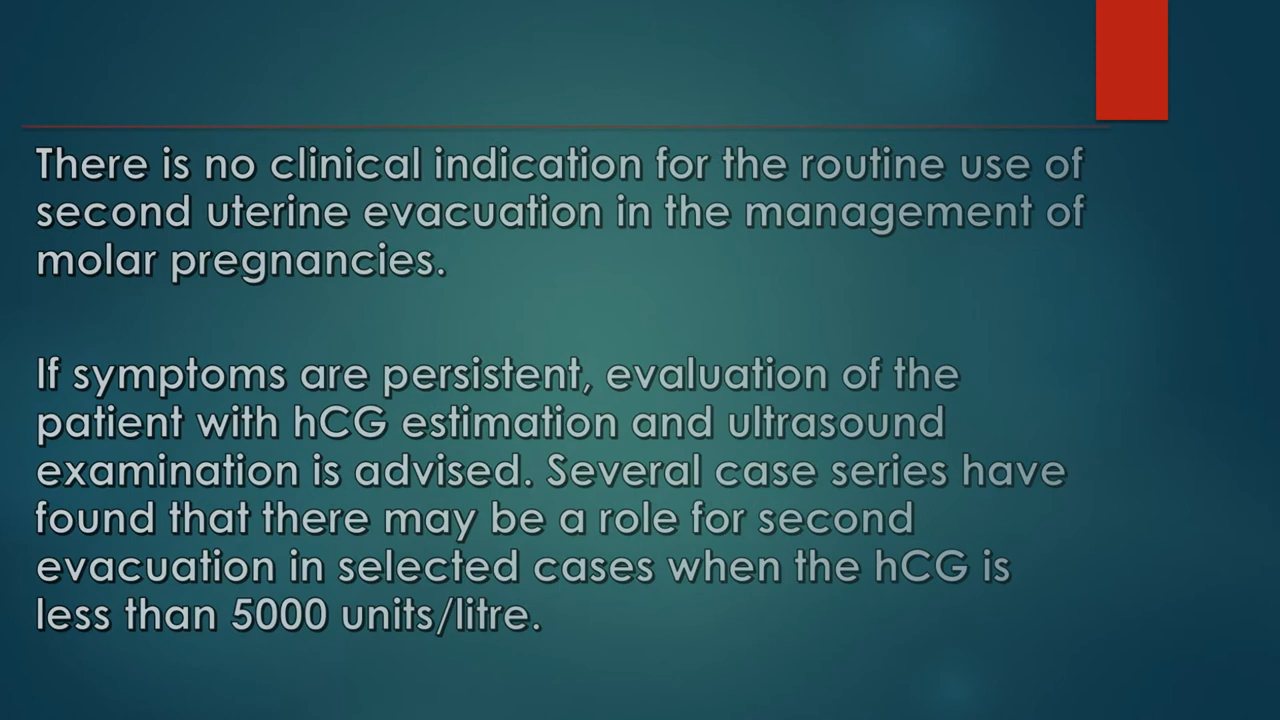 There is no clinical indication for the routine use of
second uterine evacuation in the management of
molar pregnancies.
If symptoms are persistent, evaluation of the
patient with hCG estimation and ultrasound
examination is advised. Several case series have
found that there may be a role for second
evacuation in selected cases when the hCG is
less than 5000 units/litre.